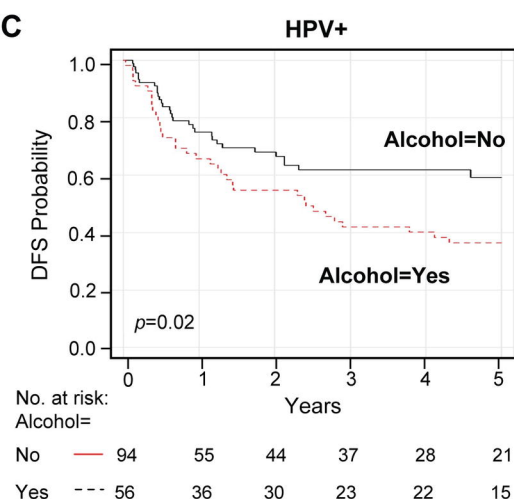 C
HPV+
DFS Probability
1.0
0.8
0.6
0.4
0.2
0.0
Alcohol=No
Alcohol=Yes
p=0.02
0 1 2 3 4 5
Years
No. at risk:
Alcohol=
No 94 55 44 37 28 21
Yes 56 36 30 23 22 15